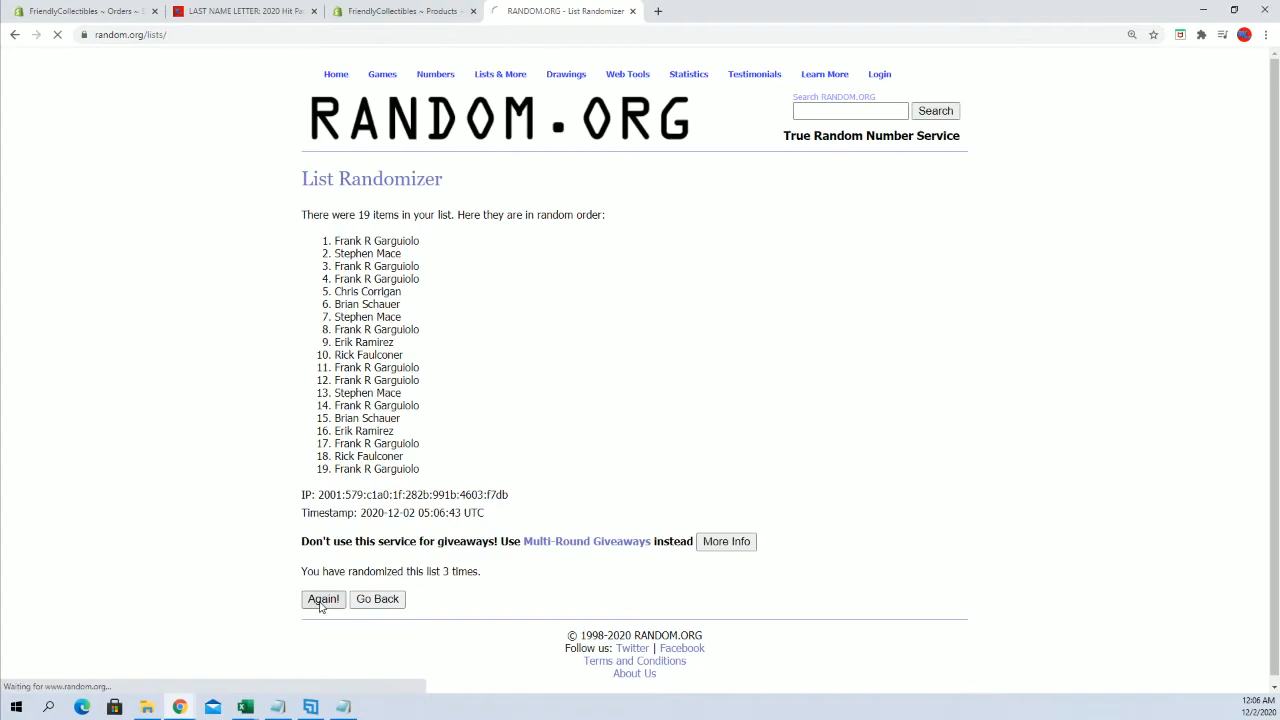 FriendlyCollectibles ~ Orders ~ S
LAST NAME LETTER: 2020 Hit Pa
FriendlyCollectibles ~ Products ~
RANDOM.ORG - List Randomizer
random.org/lists/
Home Games Numbers Lists & More Drawings Web Tools Statistics Testimonials Learn More Login
RANDOM.ORG
Search RANDOM.ORG
Search
True Random Number Service
List Randomizer
There were 19 items in your list. Here they are in random order:
1. Frank R Garguiolo
2. Stephen Mace
3. Frank R Garguiolo
4. Frank R Garguiolo
5. Chris Corrigan
6. Brian Schauer
7. Stephen Mace
8. Frank R Garguiolo
9. Erik Ramirez
10. Rick Faulconer
11. Frank R Garguiolo
12. Frank R Garguiolo
13. Stephen Mace
14. Frank R Garguiolo
15. Brian Schauer
16. Erik Ramirez
17. Frank R Garguiolo
18. Rick Faulconer
19. Frank R Garguiolo
IP: 2001:579:c1a0:1f:282b:991b:4603:f7db
Timestamp: 2020-12-02 05:06:43 UTC
Don't use this service for giveaways! Use Multi-Round Giveaways instead More Info
You have randomized this list 3 times.
Again! Go Back
© 1998-2020 RANDOM.ORG
Follow us: Twitter | Facebook
Terms and Conditions
About Us
Waiting for www.random.org...
12:06 AM
12/2/2020